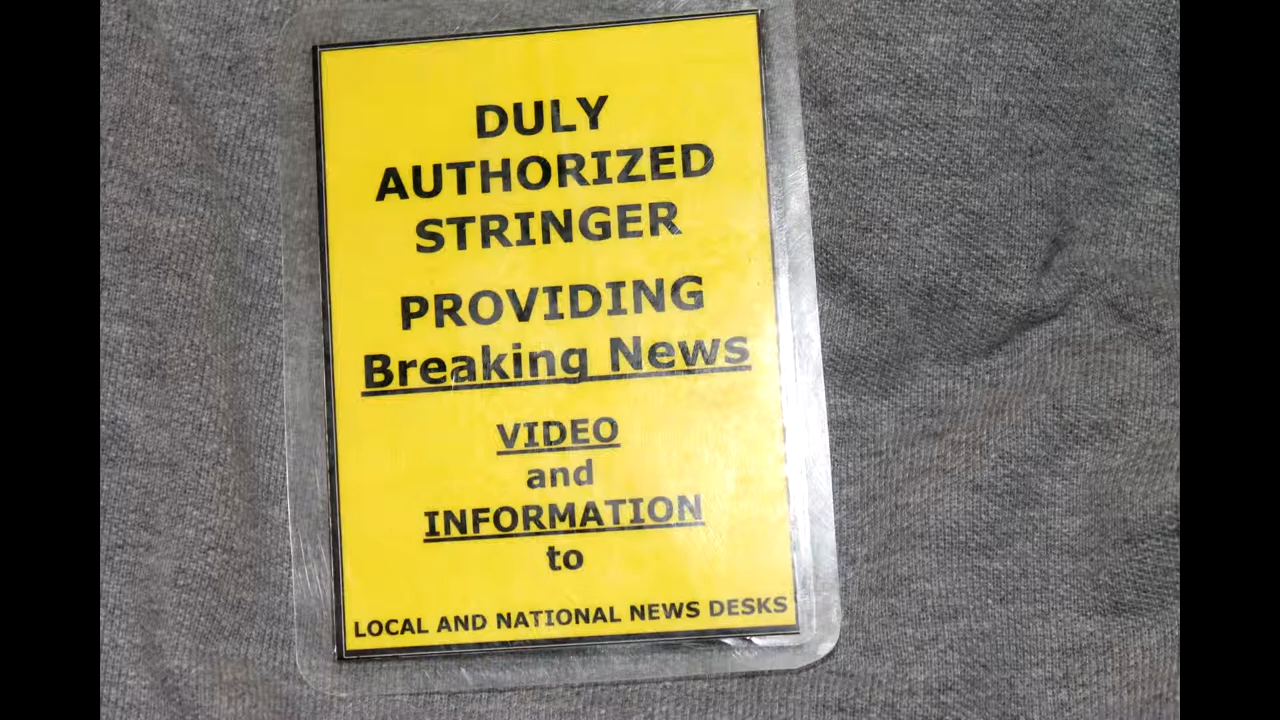 DULY
AUTHORIZED
STRINGER
PROVIDING
Breaking News
VIDEO
and
INFORMATION
to
LOCAL AND NATIONAL NEWS DESKS